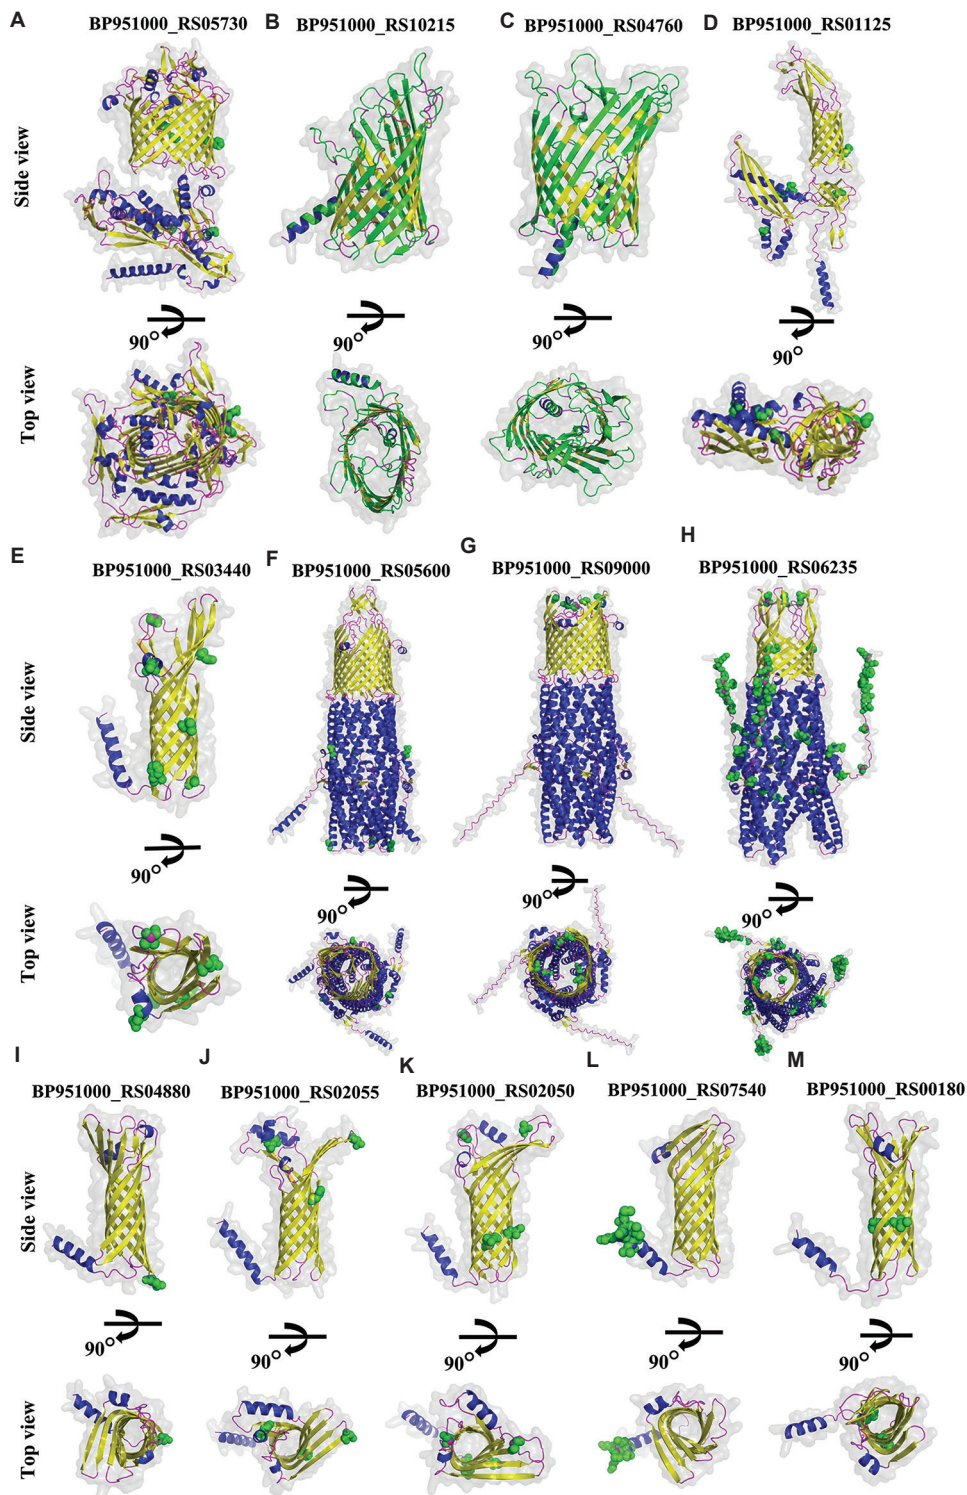 A
BP951000_RS05730
B
BP951000_RS10215
C
BP951000_RS04760
D
BP951000_RS01125
Side view
90°
90°
90°
90°
Top view
E
BP951000_RS03440
F
BP951000_RS05600
G
BP951000_RS09000
H
BP951000_RS06235
Side view
90°
90°
90°
90°
Top view
I
BP951000_RS04880
J
BP951000_RS02055
K
BP951000_RS02050
L
BP951000_RS07540
M
BP951000_RS00180
Side view
90°
90°
90°
90°
90°
Top view